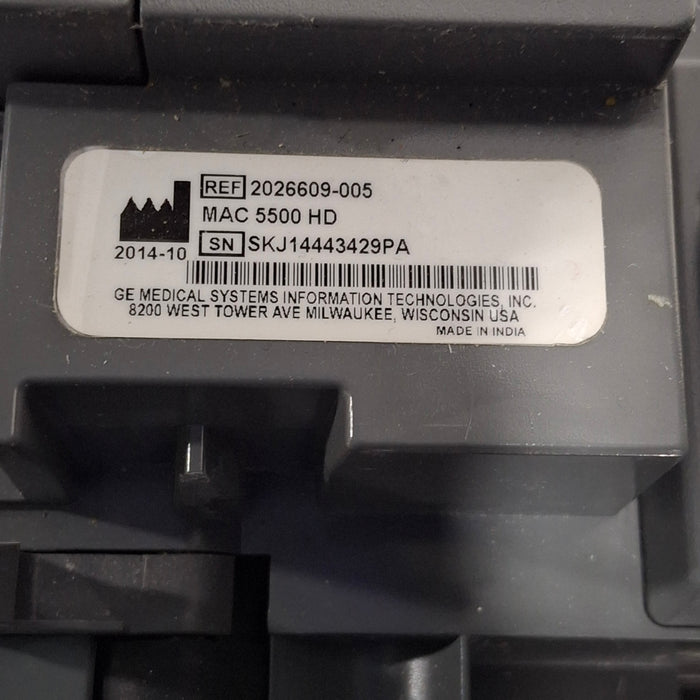 REF 2026609-005
MAC 5500 HD
2014-10 SN SKJ14443429PA
GE MEDICAL SYSTEMS INFORMATION TECHNOLOGIES, INC.
8200 WEST TOWER AVE MILWAUKEE, WISCONSIN USA
MADE IN INDIA